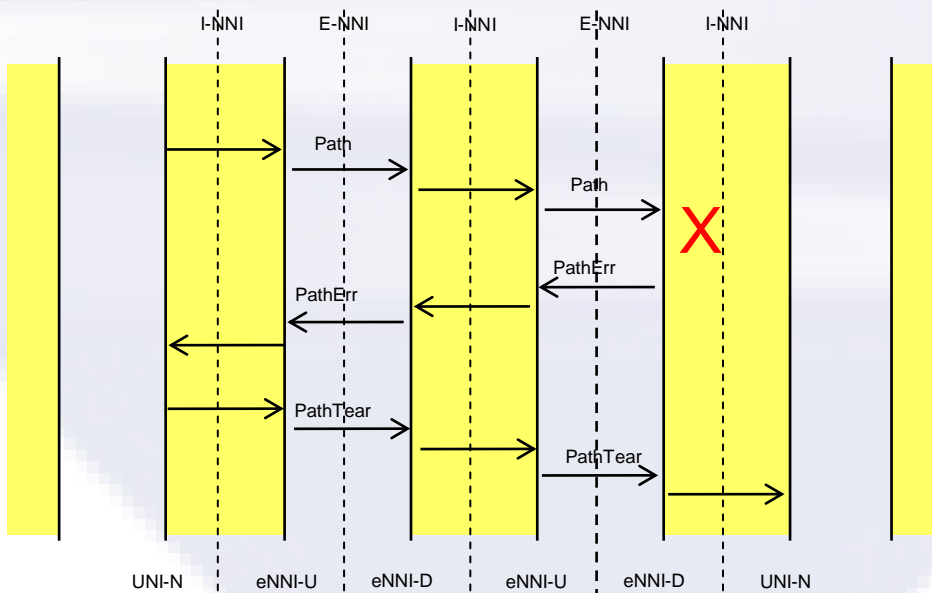 I-NNI
E-NNI
I-NNI
E-NNI
I-NNI
Path
Path
X
PathErr
PathErr
PathTear
PathTear
UNI-N
eNNI-U
eNNI-D
eNNI-U
eNNI-D
UNI-N